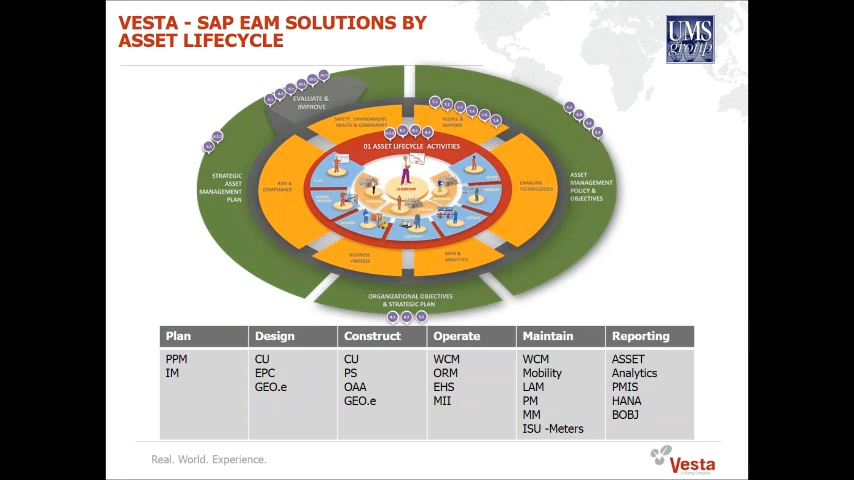 VESTA - SAP EAM SOLUTIONS BY
ASSET LIFECYCLE
UMS
group
EVALUATE &
IMPROVE
SAFETY, ENVIRONMENT,
HEALTH & COMMUNITY
PEOPLE &
SUPPORT
01 ASSET LIFECYCLE ACTIVITIES
STRATEGIC
ASSET
MANAGEMENT
PLAN
RISK &
COMPLIANCE
LEADERSHIP
ENABLING
TECHNOLOGIES
ASSET
MANAGEMENT
POLICY &
OBJECTIVES
BUSINESS
PROCESS
DATA &
ANALYTICS
ORGANIZATIONAL OBJECTIVES
& STRATEGIC PLAN
Plan Design Construct Operate Maintain Reporting
PPM CU CU WCM WCM ASSET
IM EPC PS ORM Mobility Analytics
GEO.e OAA EHS LAM PMIS
GEO.e MII PM HANA
MM BOBJ
ISU -Meters
Real. World. Experience.
Vesta